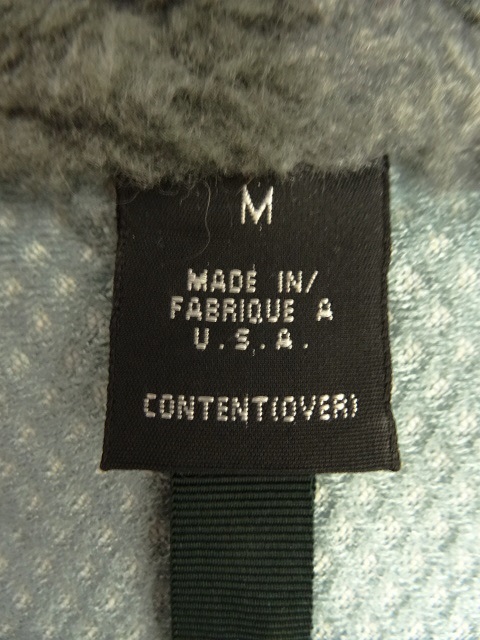 M
MADE IN/
FABRIQUE A
U.S.A.
CONTENT(OVER)